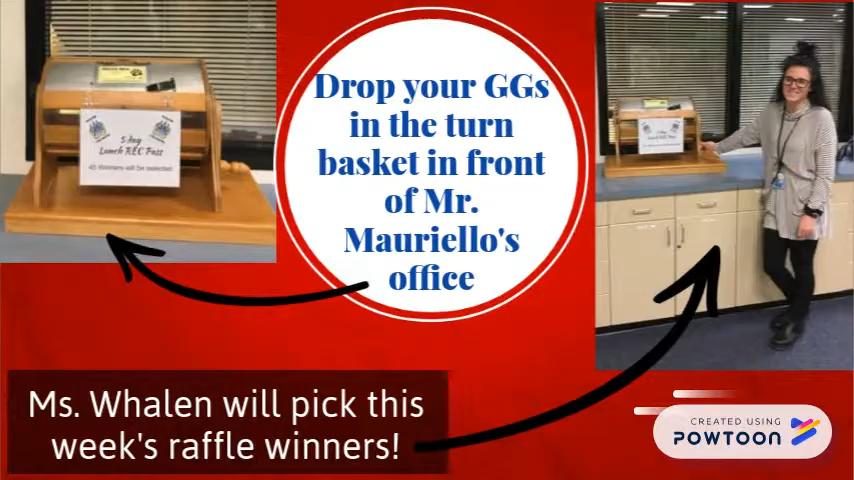 Drop your GGs
in the turn
basket in front
of Mr.
Mauriello's
office
5 day
Lunch REC Pass
45 Winners will be selected
Ms. Whalen will pick this
week's raffle winners!
CREATED USING
POWTOON